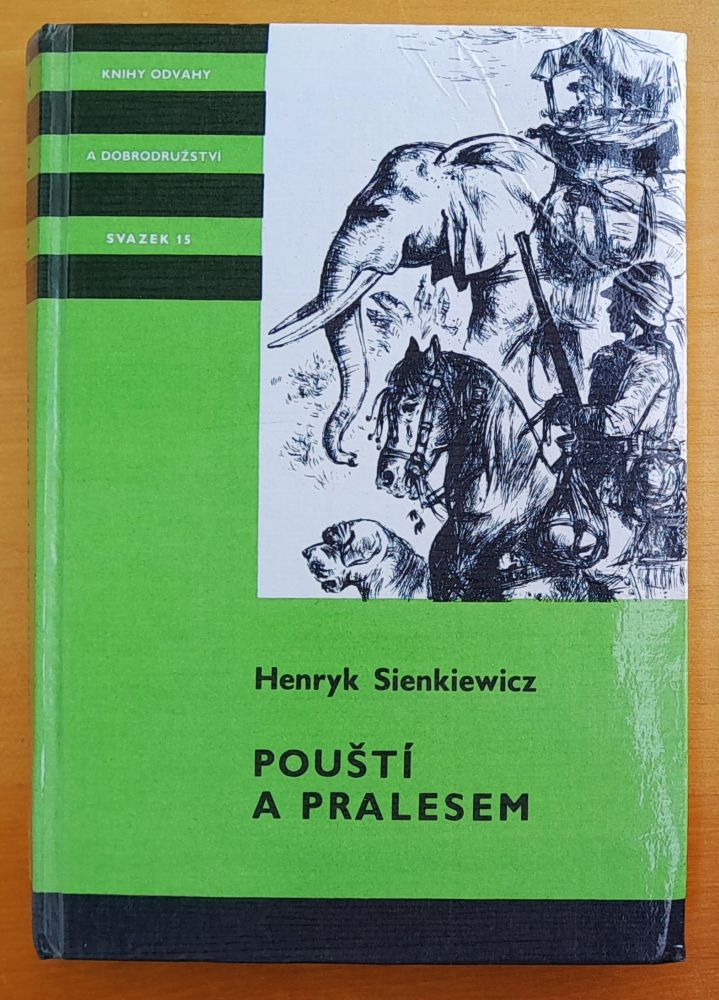 KNIHY ODVAHY
A DOBRODRUŽSTVÍ
SVAZEK 15
Henryk Sienkiewicz
POUŠTÍ
A PRALESEM